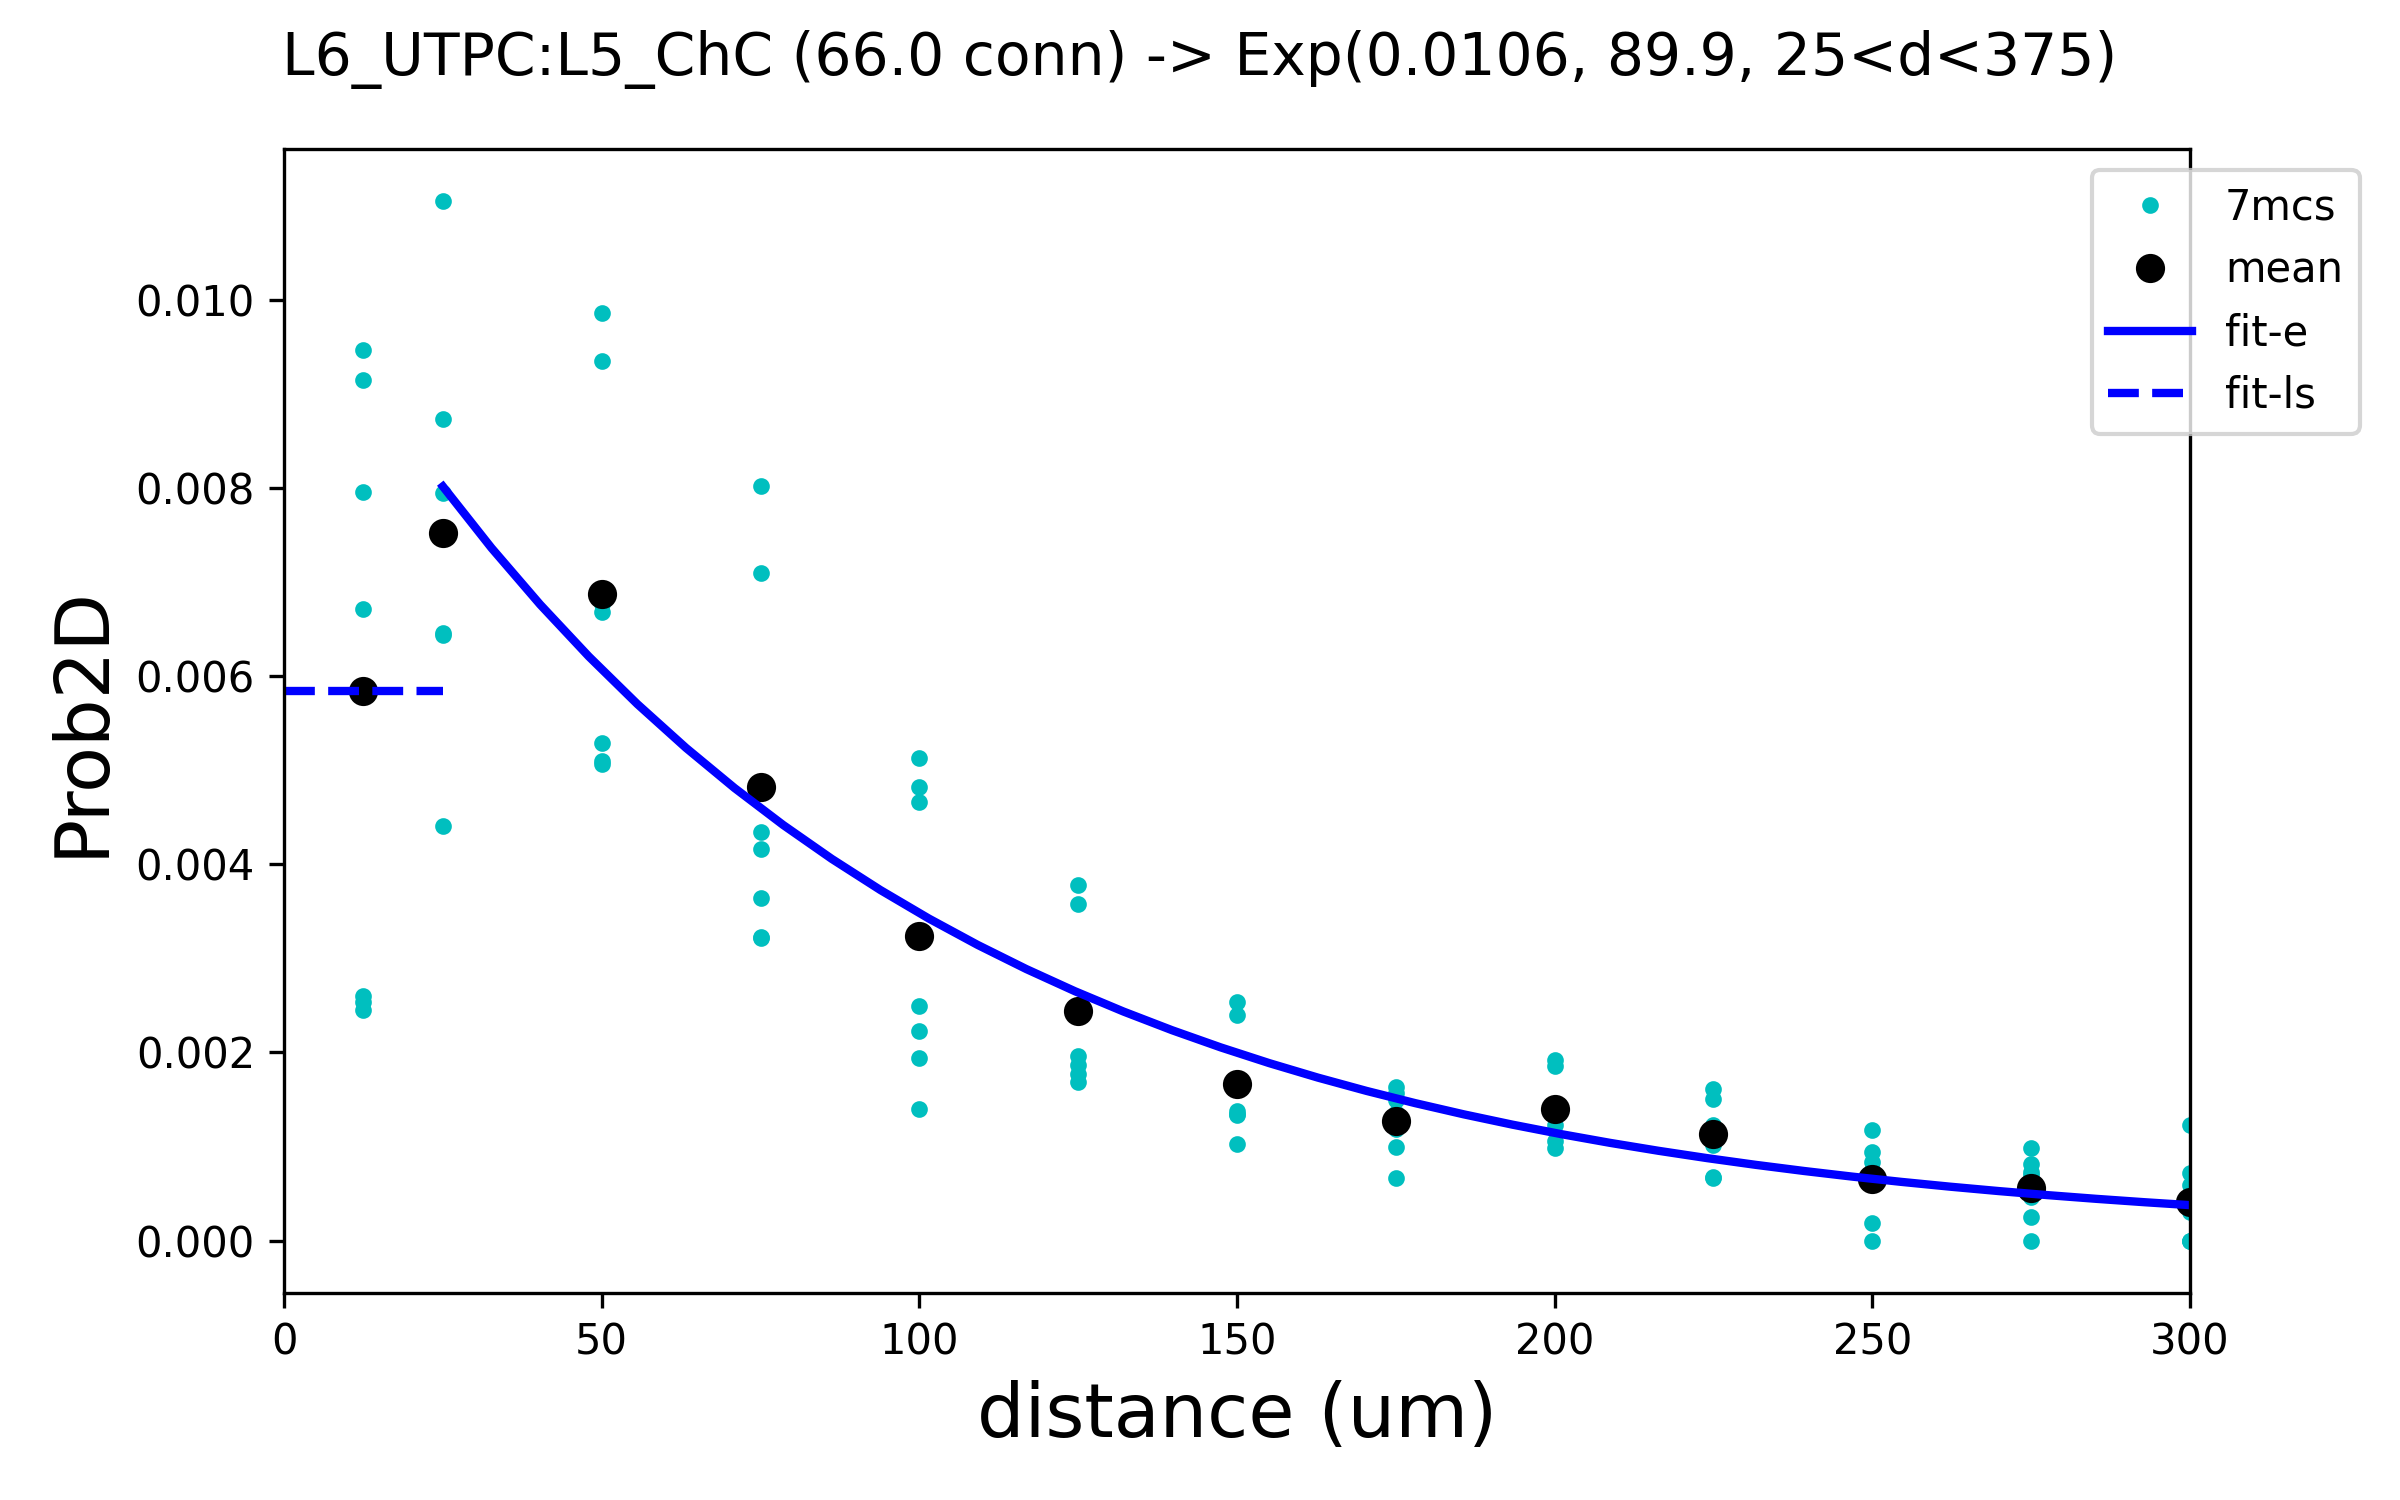 L6_UTPC:L5_ChC (66.0 conn) -> Exp(0.0106, 89.9, 25<d<375)
7mcs
mean
fit-e
fit-ls
0.010
0.008
0.006
0.004
0.002
0.000
Prob2D
0 50 100 150 200 250 300
distance (um)